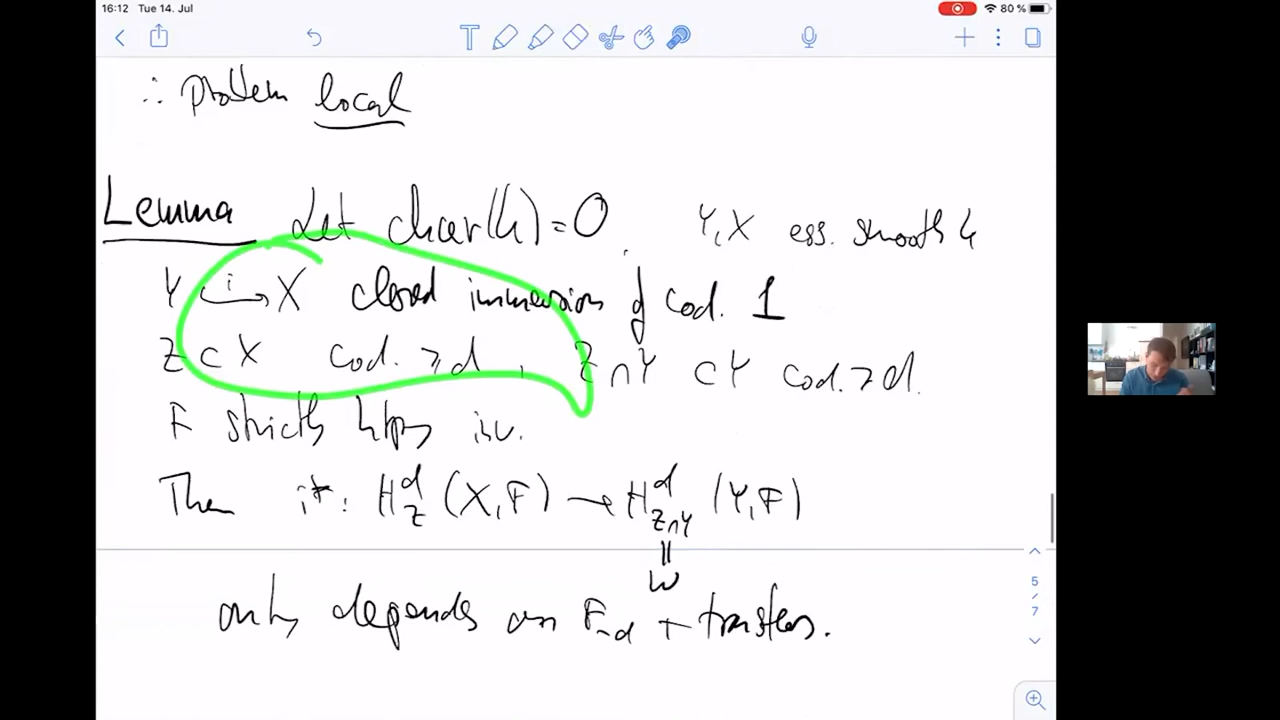 16:12 Tue 14. Jul
80 %
∴ problem local
Lemma Let char(k) = 0. Y, X ess. smooth /k
Y ↪ X closed immersion of cod. 1
i
Z ⊂ X cod. ≥ d, Z ∩ Y ⊂ Y cod. ≥ d.
F strictly htpy inv.
Then i*: H^d_Z (X, F) → H^d_{Z∩Y} (Y, F)
||
W
only depends on F_{-d} + transfers.
5
/
7
T